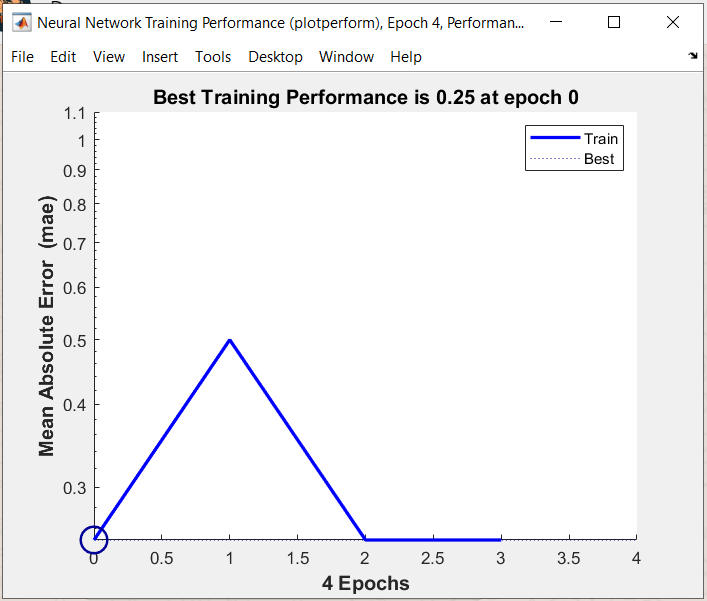 Neural Network Training Performance (plotperform), Epoch 4, Performan...
File Edit View Insert Tools Desktop Window Help
Best Training Performance is 0.25 at epoch 0
1.1
1
0.9
0.8
0.7
0.6
0.5
0.4
0.3
Mean Absolute Error (mae)
Train
Best
0 0.5 1 1.5 2 2.5 3 3.5 4
4 Epochs